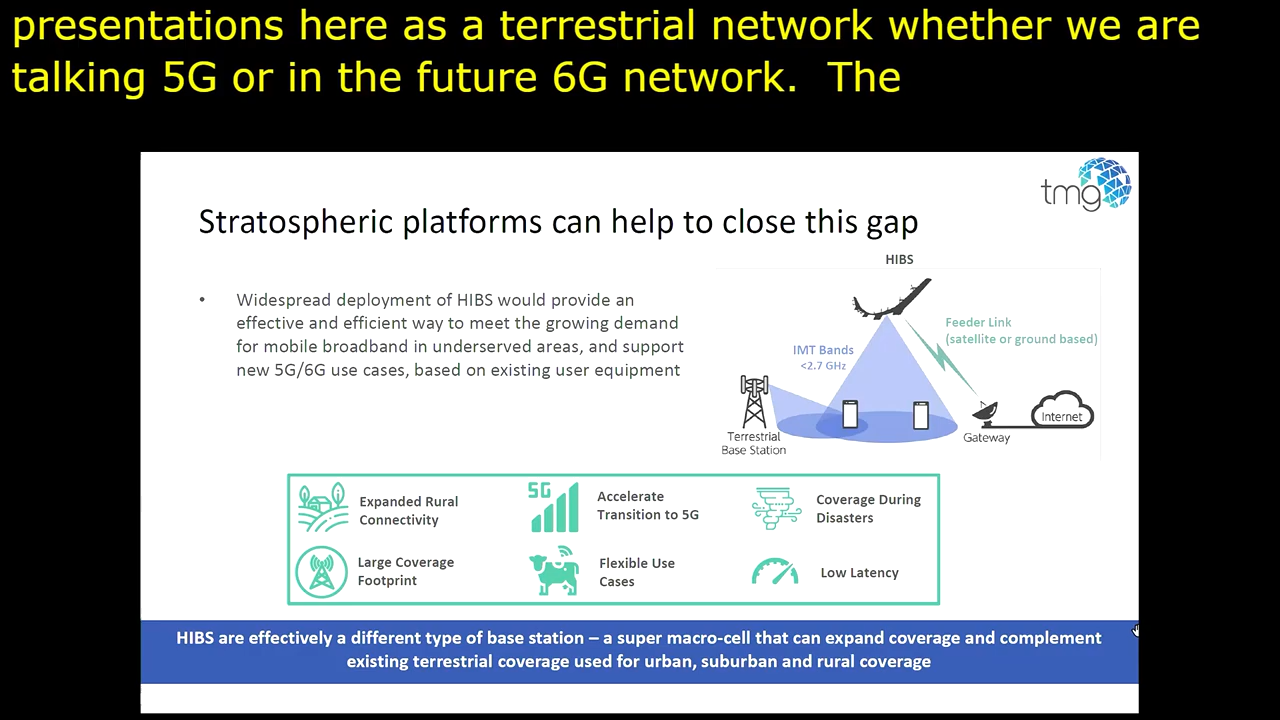 presentations here as a terrestrial network whether we are
talking 5G or in the future 6G network.  The
tmg
Stratospheric platforms can help to close this gap
HIBS
• Widespread deployment of HIBS would provide an
effective and efficient way to meet the growing demand
for mobile broadband in underserved areas, and support
new 5G/6G use cases, based on existing user equipment
Feeder Link
(satellite or ground based)
IMT Bands
<2.7 GHz
Internet
Terrestrial
Base Station
Gateway
Expanded Rural
Connectivity
5G
Accelerate
Transition to 5G
Coverage During
Disasters
Large Coverage
Footprint
Flexible Use
Cases
Low Latency
HIBS are effectively a different type of base station – a super macro-cell that can expand coverage and complement
existing terrestrial coverage used for urban, suburban and rural coverage